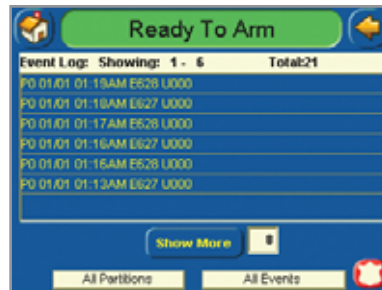 Ready To Arm
Event Log: Showing: 1 - 6 Total:21
P0 01/01 01:19AM E628 U000
P0 01/01 01:18AM E627 U000
P0 01/01 01:17AM E628 U000
P0 01/01 01:16AM E627 U000
P0 01/01 01:16AM E628 U000
P0 01/01 01:13AM E627 U000
Show More
All Partitions All Events